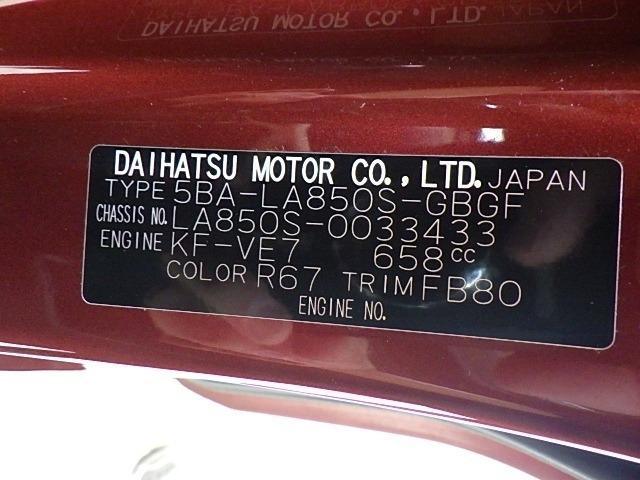 DAIHATSU MOTOR CO., LTD. JAPAN
TYPE 5BA-LA850S-GBGF
CHASSIS NO. LA850S-0033433
ENGINE KF-VE7 658cc
COLOR R67 TRIM FB80
ENGINE NO.